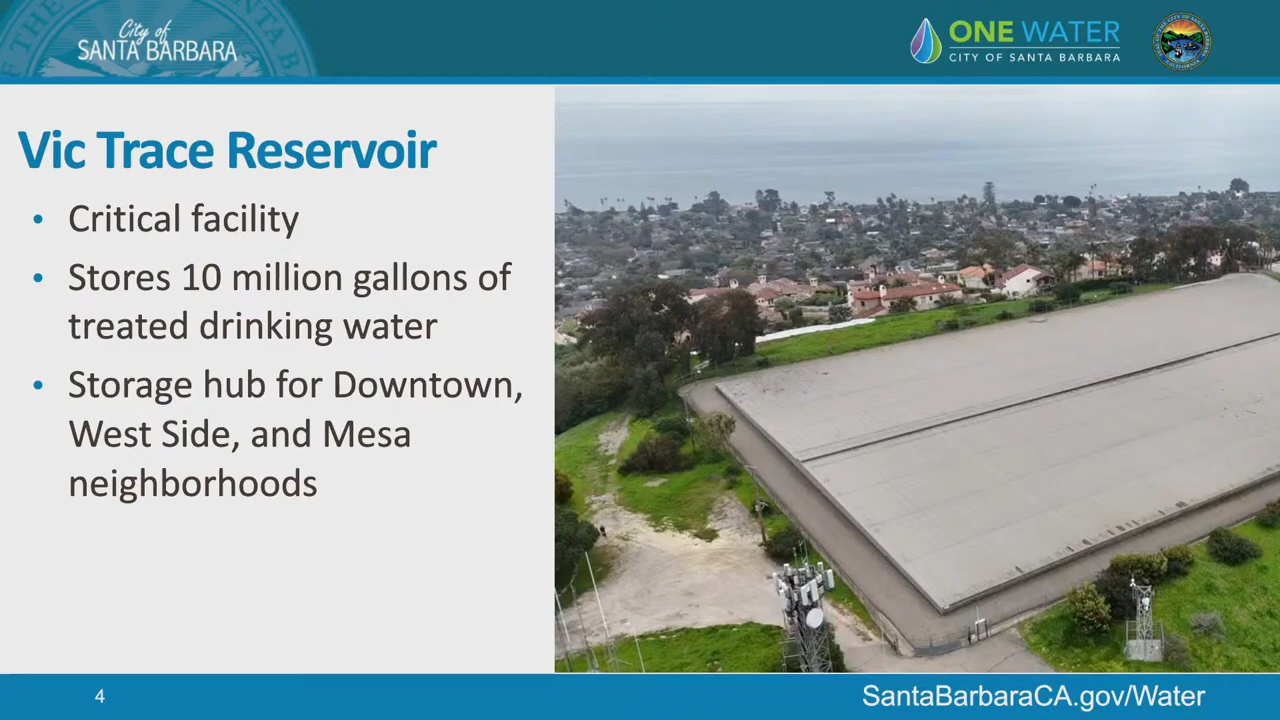 City of
SANTA BARBARA
ONE WATER
CITY OF SANTA BARBARA
Vic Trace Reservoir
• Critical facility
• Stores 10 million gallons of
treated drinking water
• Storage hub for Downtown,
West Side, and Mesa
neighborhoods
4
SantaBarbaraCA.gov/Water